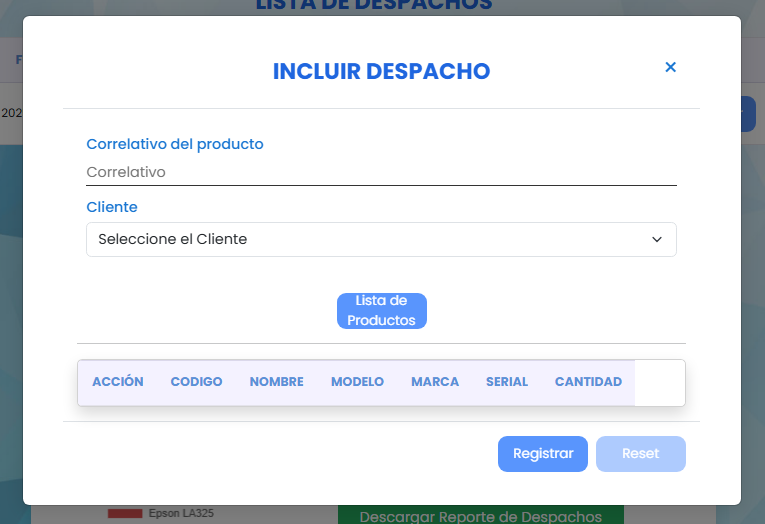 LISTA DE DESPACHOS
INCLUIR DESPACHO
×
F
202
Correlativo del producto
Correlativo
Cliente
Seleccione el Cliente
Lista de
Productos
ACCIÓN CODIGO NOMBRE MODELO MARCA SERIAL CANTIDAD
Registrar Reset
Epson LA325
Descargar Reporte de Despachos